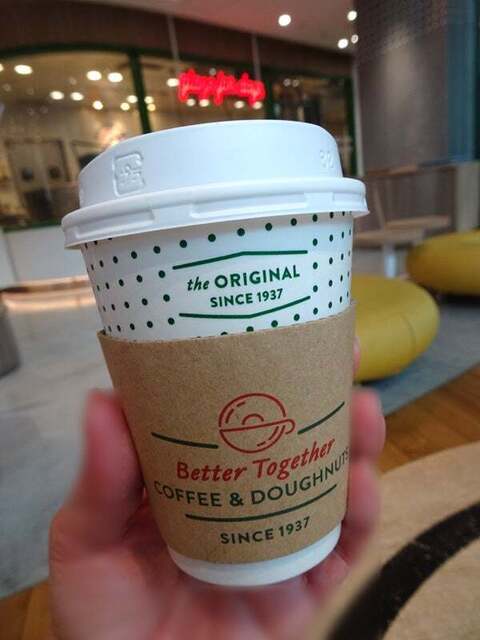 the ORIGINAL
SINCE 1937
Better Together
COFFEE & DOUGHNUTS
SINCE 1937